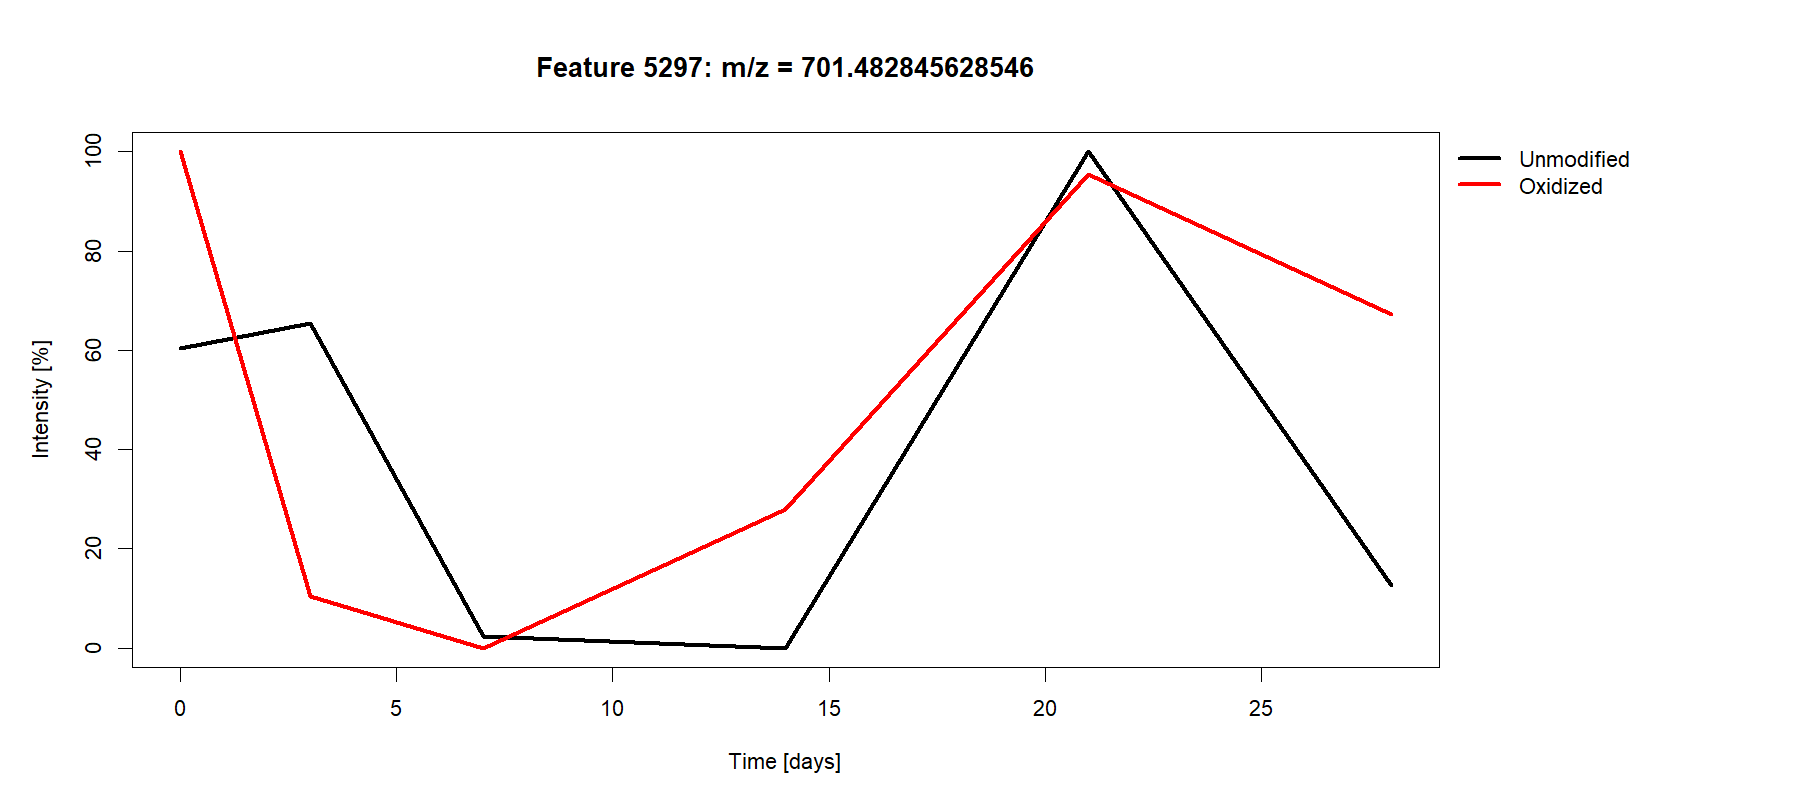 Feature 5297: m/z = 701.482845628546
Unmodified
Oxidized
Intensity [%]
100
80
60
40
20
0
0 5 10 15 20 25
Time [days]